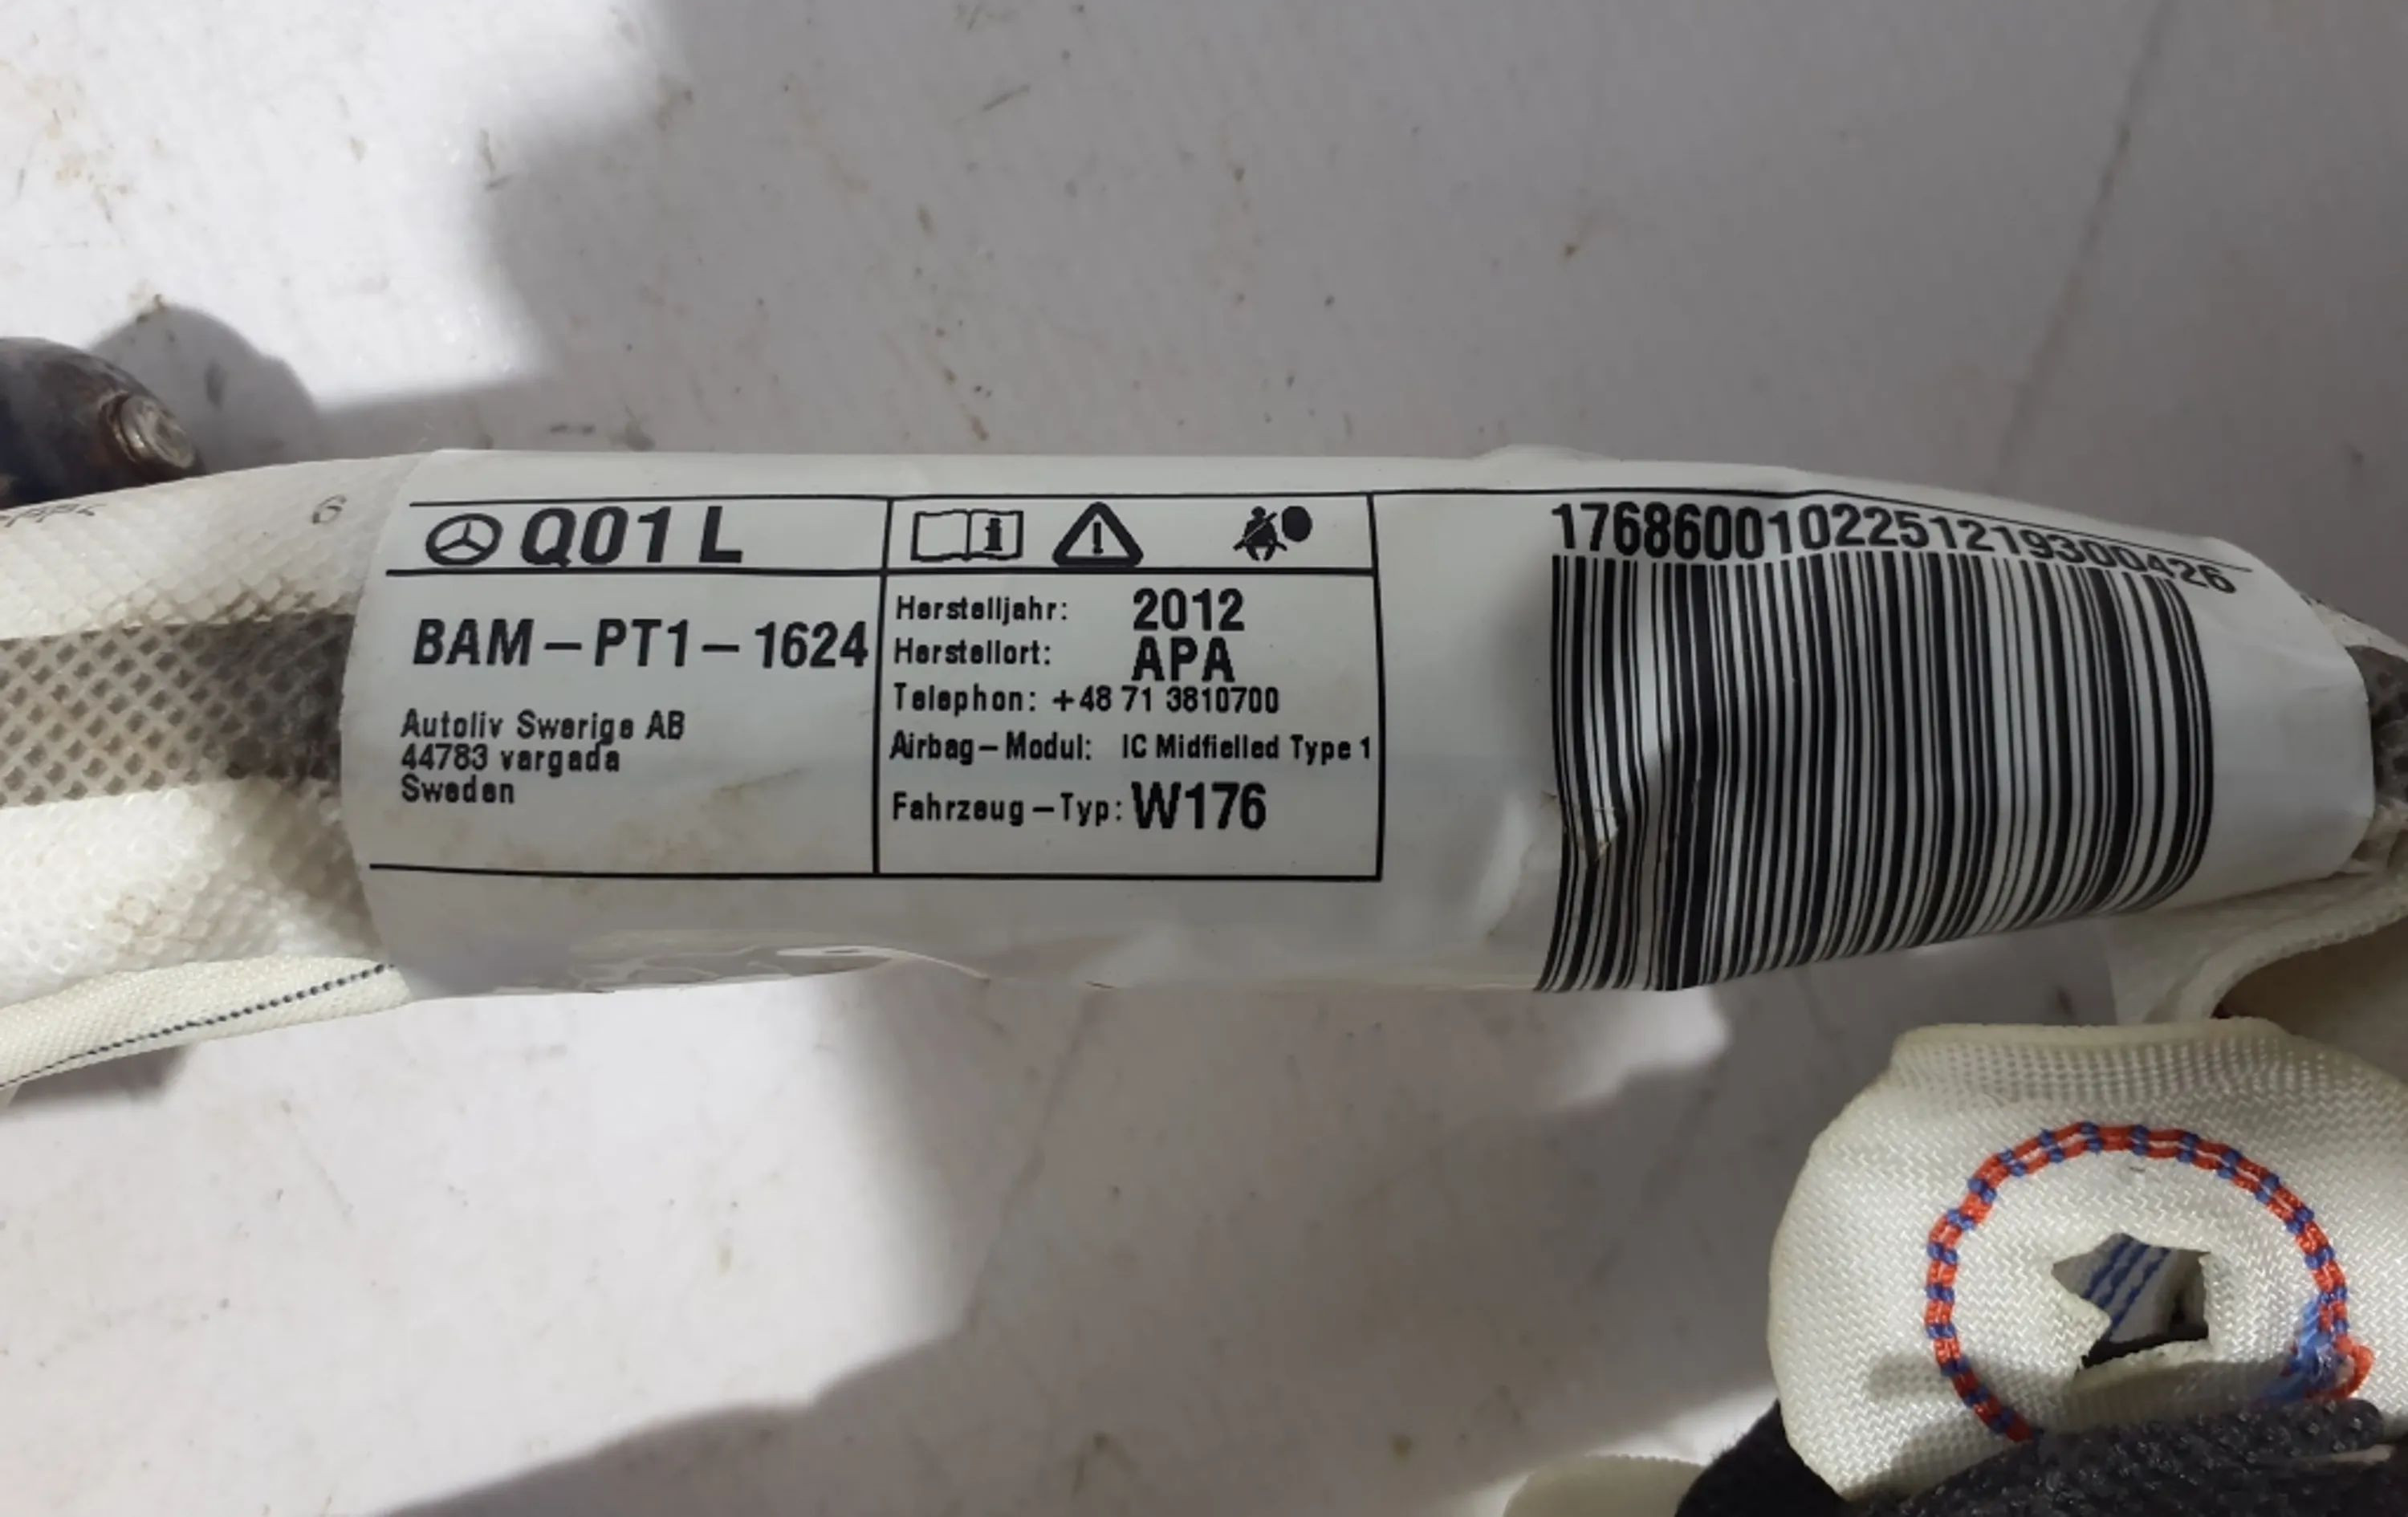 Q01 L
BAM-PT1-1624
Autoliv Swerige AB
44783 vargada
Sweden
Herstelljahr: 2012
Herstellort: APA
Telephon: +48 71 3810700
Airbag-Modul: IC Midfielled Type 1
Fahrzeug-Typ: W176
1768600102251219300426
6